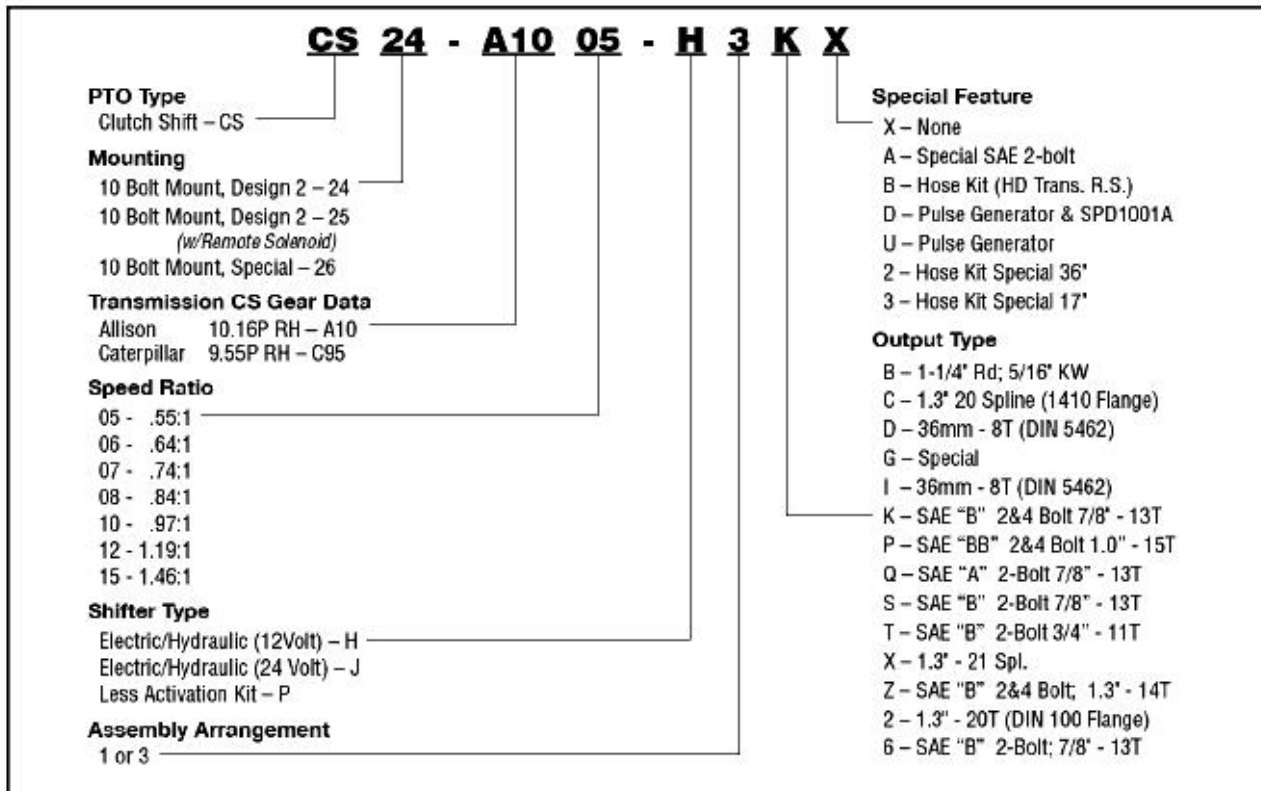 CS 24 - A10 05 - H 3 K X
PTO Type
Clutch Shift – CS
Mounting
10 Bolt Mount, Design 2 – 24
10 Bolt Mount, Design 2 – 25
(w/Remote Solenoid)
10 Bolt Mount, Special – 26
Transmission CS Gear Data
Allison 10.16P RH – A10
Caterpillar 9.55P RH – C95
Speed Ratio
05 - .55:1
06 - .64:1
07 - .74:1
08 - .84:1
10 - .97:1
12 - 1.19:1
15 - 1.46:1
Shifter Type
Electric/Hydraulic (12Volt) – H
Electric/Hydraulic (24 Volt) – J
Less Activation Kit – P
Assembly Arrangement
1 or 3
Special Feature
X – None
A – Special SAE 2-bolt
B – Hose Kit (HD Trans. R.S.)
D – Pulse Generator & SPD1001A
U – Pulse Generator
2 – Hose Kit Special 36"
3 – Hose Kit Special 17"
Output Type
B – 1-1/4" Rd; 5/16" KW
C – 1.3" 20 Spline (1410 Flange)
D – 36mm - 8T (DIN 5462)
G – Special
I – 36mm - 8T (DIN 5462)
K – SAE “B” 2&4 Bolt 7/8" - 13T
P – SAE “BB” 2&4 Bolt 1.0” - 15T
Q – SAE “A” 2-Bolt 7/8” - 13T
S – SAE “B” 2-Bolt 7/8” - 13T
T – SAE “B” 2-Bolt 3/4” - 11T
X – 1.3" - 21 Spl.
Z – SAE “B” 2&4 Bolt; 1.3" - 14T
2 – 1.3" - 20T (DIN 100 Flange)
6 – SAE “B” 2-Bolt; 7/8" - 13T